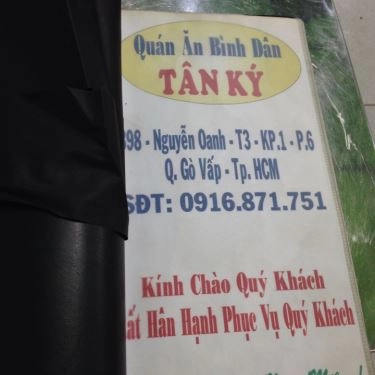 Quán Ăn Bình Dân
TÂN KÝ
98 - Nguyễn Oanh - T3 - KP.1 - P.6
Q. Gò Vấp - Tp. HCM
SĐT: 0916.871.751
Kính Chào Quý Khách
ất Hân Hạnh Phục Vụ Quý Khách